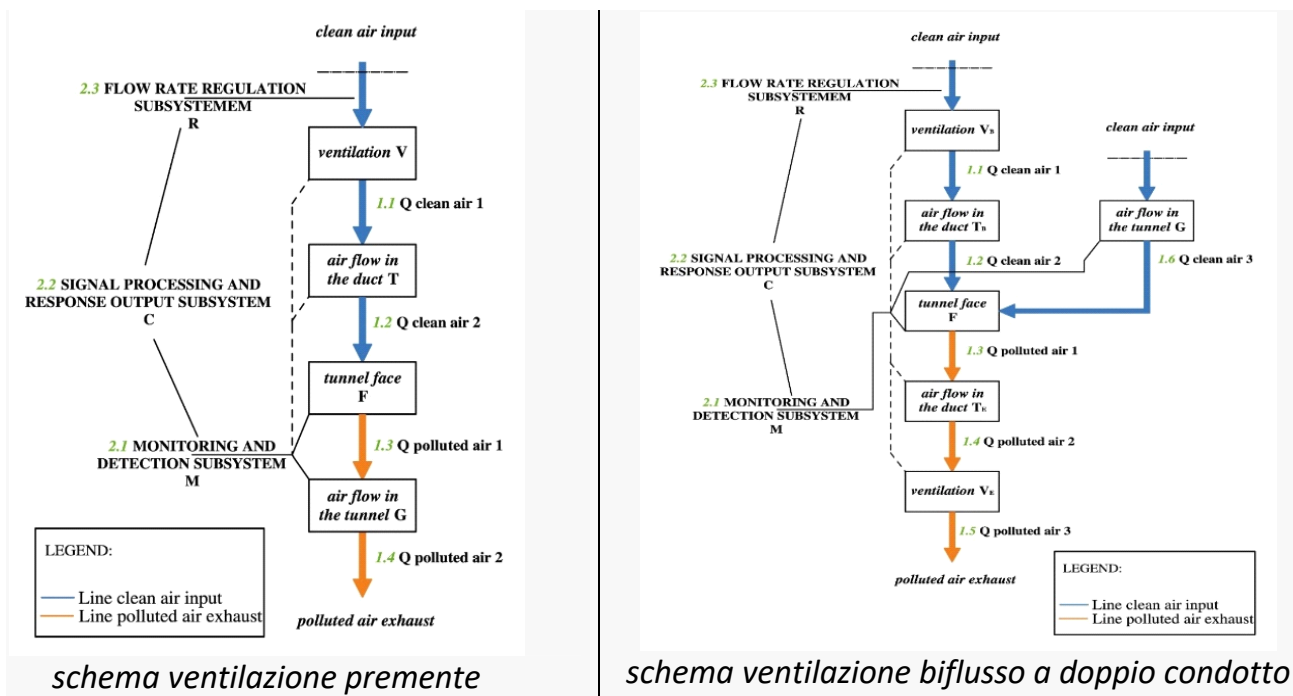 clean air input
2.3 FLOW RATE REGULATION
SUBSYSTEMEM
R
ventilation V
1.1 Q clean air 1
air flow in
the duct T
2.2 SIGNAL PROCESSING AND
RESPONSE OUTPUT SUBSYSTEM
C
1.2 Q clean air 2
tunnel face
F
2.1 MONITORING AND
DETECTION SUBSYSTEM
M
1.3 Q polluted air 1
air flow in
the tunnel G
1.4 Q polluted air 2
polluted air exhaust
LEGEND:
Line clean air input
Line polluted air exhaust
schema ventilazione premente
clean air input
2.3 FLOW RATE REGULATION
SUBSYSTEMEM
R
ventilation VB
clean air input
1.1 Q clean air 1
air flow in
the duct TB
air flow in
the tunnel G
2.2 SIGNAL PROCESSING AND
RESPONSE OUTPUT SUBSYSTEM
C
1.2 Q clean air 2
1.6 Q clean air 3
tunnel face
F
1.3 Q polluted air 1
2.1 MONITORING AND
DETECTION SUBSYSTEM
M
air flow in
the duct TE
1.4 Q polluted air 2
ventilation VE
1.5 Q polluted air 3
polluted air exhaust
LEGEND:
Line clean air input
Line polluted air exhaust
schema ventilazione biflusso a doppio condotto